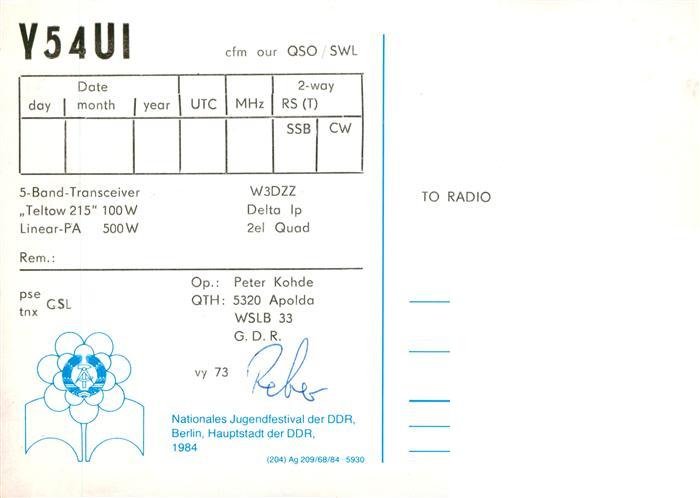 Y54UI
cfm our QSO/SWL
Date
day month year UTC MHz 2-way RS (T)
SSB CW
5-Band-Transceiver W3DZZ
„Teltow 215" 100 W Delta lp
Linear-PA 500 W 2el Quad
Rem.:
pse tnx GSL
Op.: Peter Kohde
QTH: 5320 Apolda
WSLB 33
G. D. R.
vy 73
Nationales Jugendfestival der DDR,
Berlin, Hauptstadt der DDR,
1984
(204) Ag 209/68/84 5930
TO RADIO